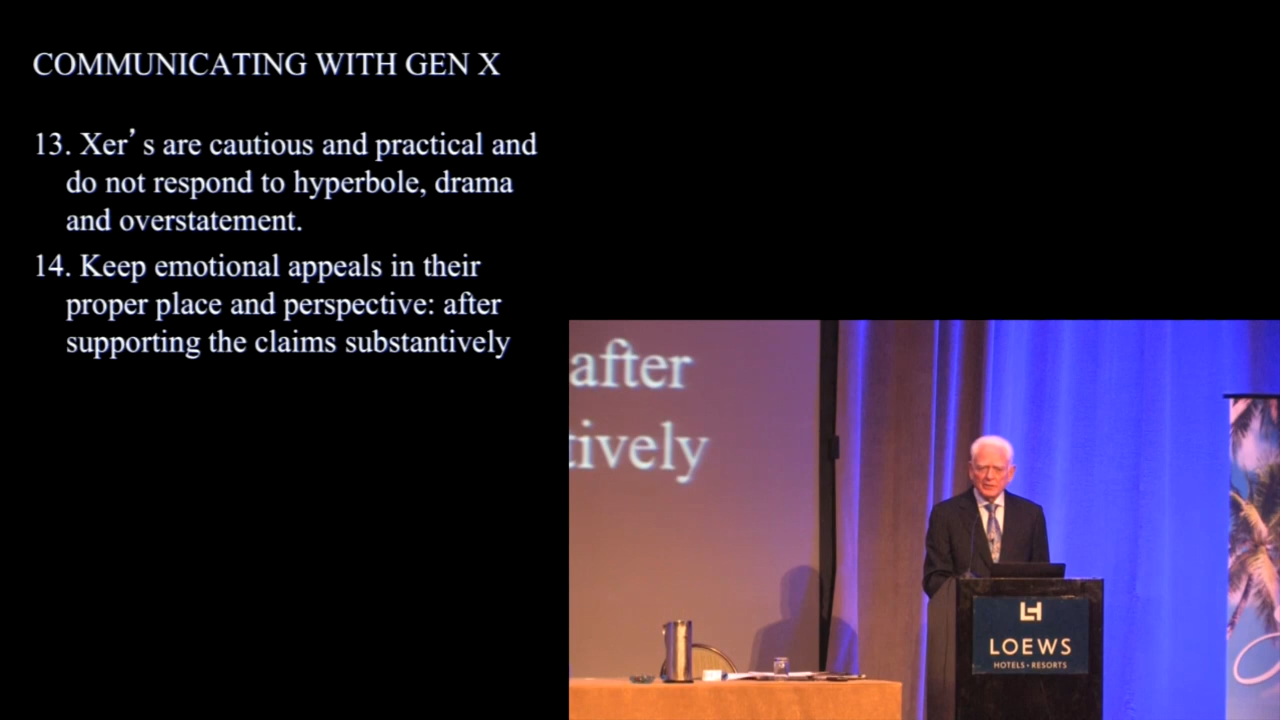 COMMUNICATING WITH GEN X
13. Xer’ s are cautious and practical and
do not respond to hyperbole, drama
and overstatement.
14. Keep emotional appeals in their
proper place and perspective: after
supporting the claims substantively
after
tively
LH
LOEWS
HOTELS • RESORTS